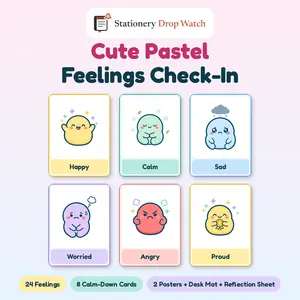 Stationery Drop Watch
Cute Pastel
Feelings Check-In
Happy
Calm
Sad
Worried
Angry
Proud
24 Feelings
8 Calm-Down Cards
2 Posters + Desk Mat + Reflection Sheet